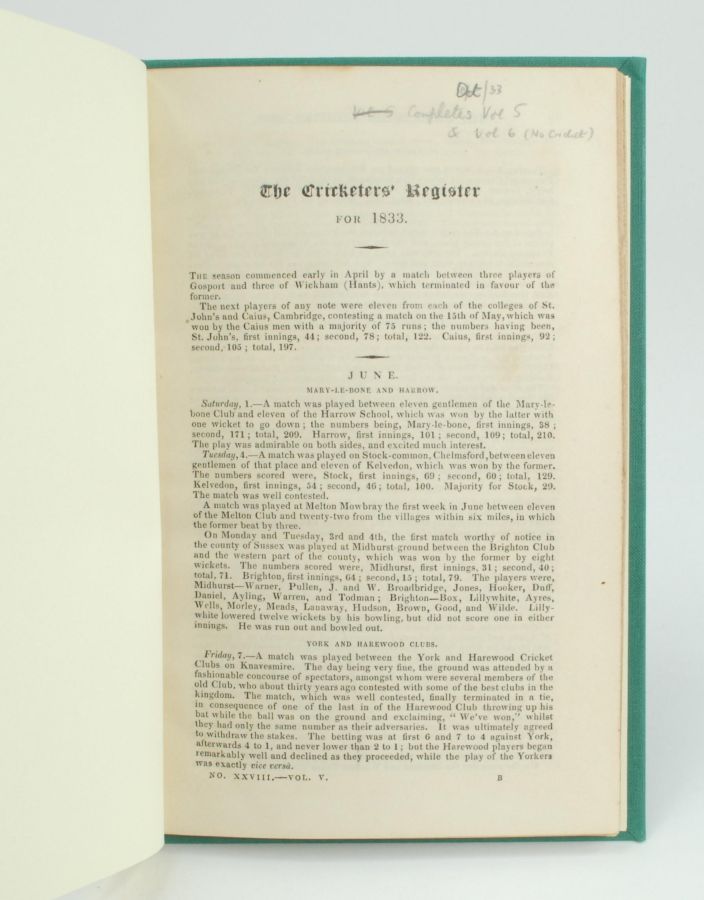 Oct/33
Vol 5 Completes Vol 5
& Vol 6 (No Cricket)
The Cricketers' Register
FOR 1833.
THE season commenced early in April by a match between three players of
Gosport and three of Wickham (Hants), which terminated in favour of the
former.
The next players of any note were eleven from each of the colleges of St.
John's and Caius, Cambridge, contesting a match on the 15th of May, which was
won by the Caius men with a majority of 75 runs; the numbers having been,
St. John's, first innings, 44; second, 78; total, 122. Caius, first innings, 92;
second, 105; total, 197.
JUNE.
MARY-LE-BONE AND HARROW.
Saturday, 1.—A match was played between eleven gentlemen of the Mary-le-
bone Club and eleven of the Harrow School, which was won by the latter with
one wicket to go down; the numbers being, Mary-le-bone, first innings, 38;
second, 171; total, 209. Harrow, first innings, 101; second, 109; total, 210.
The play was admirable on both sides, and excited much interest.
Tuesday, 4.—A match was played on Stock-common, Chelmsford, between eleven
gentlemen of that place and eleven of Kelvedon, which was won by the former.
The numbers scored were, Stock, first innings, 69; second, 60; total, 129.
Kelvedon, first innings, 54; second, 46; total, 100. Majority for Stock, 29.
The match was well contested.
A match was played at Melton Mowbray the first week in June between eleven
of the Melton Club and twenty-two from the villages within six miles, in which
the former beat by three.
On Monday and Tuesday, 3rd and 4th, the first match worthy of notice in
the county of Sussex was played at Midhurst ground between the Brighton Club
and the western part of the county, which was won by the former by eight
wickets. The numbers scored were, Midhurst, first innings, 31; second, 40;
total, 71. Brighton, first innings, 64; second, 15; total, 79. The players were,
Midhurst—Warner, Pullen, J. and W. Broadbridge, Jones, Hooker, Duff,
Daniel, Ayling, Warren, and Todman; Brighton—Box, Lillywhite, Ayres,
Wells, Morley, Meads, Lanaway, Hudson, Brown, Good, and Wilde. Lilly-
white lowered twelve wickets by his bowling, but did not score one in either
innings. He was run out and bowled out.
YORK AND HAREWOOD CLUBS.
Friday, 7.—A match was played between the York and Harewood Cricket
Clubs on Knavesmire. The day being very fine, the ground was attended by a
fashionable concourse of spectators, amongst whom were several members of the
old Club, who about thirty years ago contested with some of the best clubs in the
kingdom. The match, which was well contested, finally terminated in a tie,
in consequence of one of the last in of the Harewood Club throwing up his
bat while the ball was on the ground and exclaiming, "We've won," whilst
they had only the same number as their adversaries. It was ultimately agreed
to withdraw the stakes. The betting was at first 6 and 7 to 4 against York,
afterwards 4 to 1, and never lower than 2 to 1; but the Harewood players began
remarkably well and declined as they proceeded, while the play of the Yorkers
was exactly vice versâ.
NO. XXVIII.—VOL. V. B